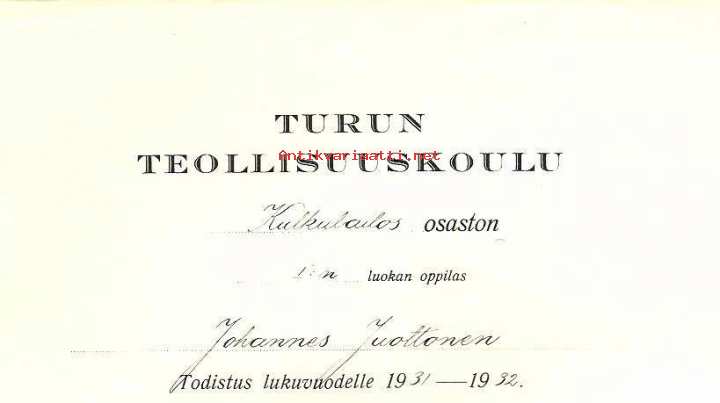 TURUN
TEOLLISUUSKOULU
Antikvariaatti.net
Kulkulaitos osaston
I:n luokan oppilas
Johannes Juottonen
Todistus lukuvuodelle 1931—1932.